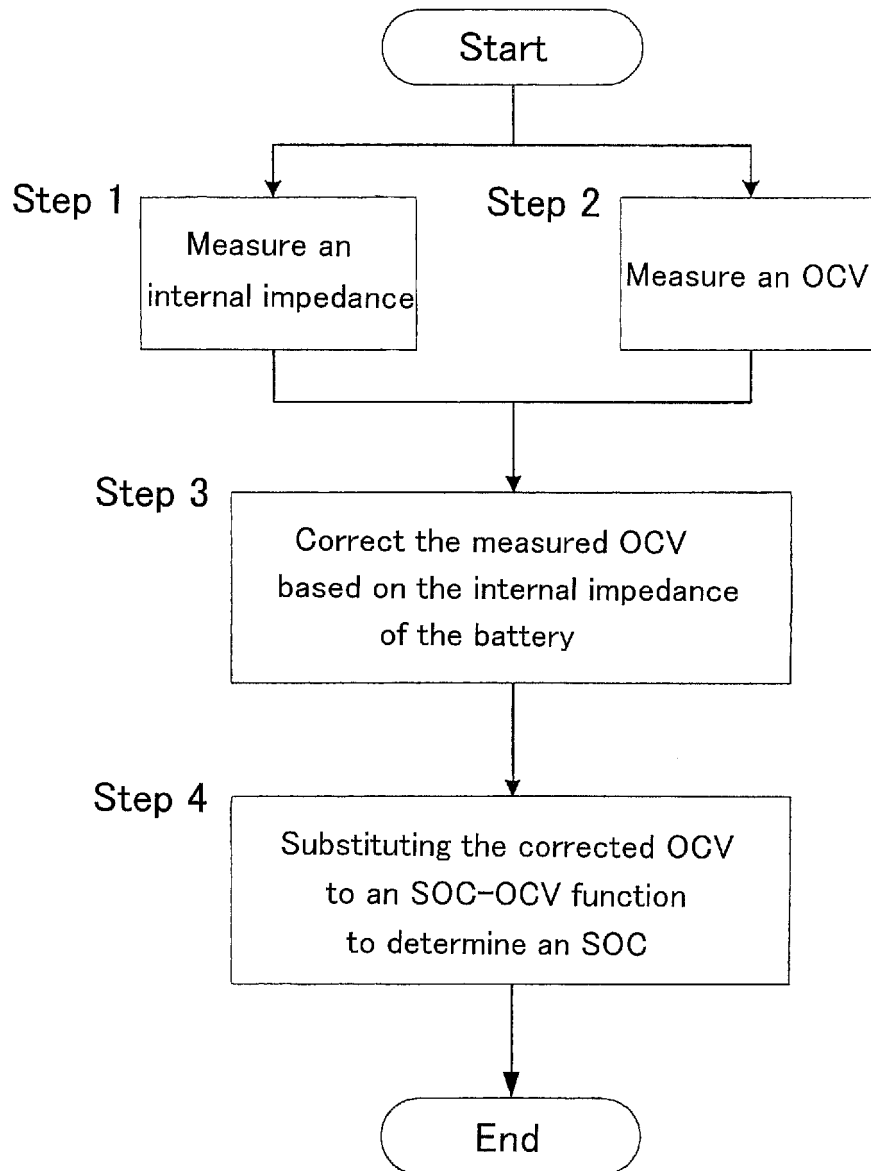 Start
Step 1
Measure an
internal impedance
Step 2
Measure an OCV
Step 3
Correct the measured OCV
based on the internal impedance
of the battery
Step 4
Substituting the corrected OCV
to an SOC-OCV function
to determine an SOC
End